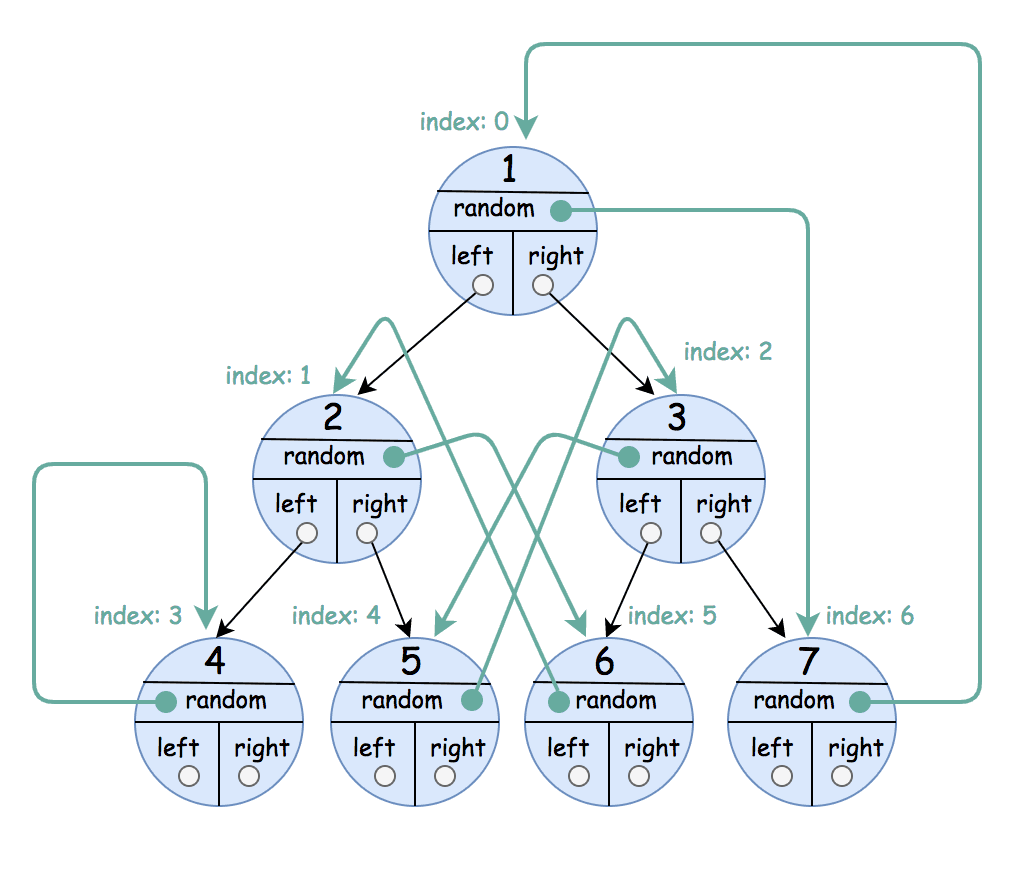 index: 0
1
random
left right
index: 1
index: 2
2
random
left right
3
random
left right
index: 3
index: 4
index: 5
index: 6
4
random
left right
5
random
left right
6
random
left right
7
random
left right